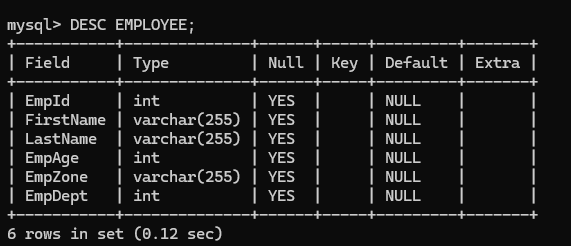 mysql> DESC EMPLOYEE;
+-----------+--------------+------+-----+---------+-------+
| Field     | Type         | Null | Key | Default | Extra |
+-----------+--------------+------+-----+---------+-------+
| EmpId     | int          | YES  |     | NULL    |       |
| FirstName | varchar(255) | YES  |     | NULL    |       |
| LastName  | varchar(255) | YES  |     | NULL    |       |
| EmpAge    | int          | YES  |     | NULL    |       |
| EmpZone   | varchar(255) | YES  |     | NULL    |       |
| EmpDept   | int          | YES  |     | NULL    |       |
+-----------+--------------+------+-----+---------+-------+
6 rows in set (0.12 sec)